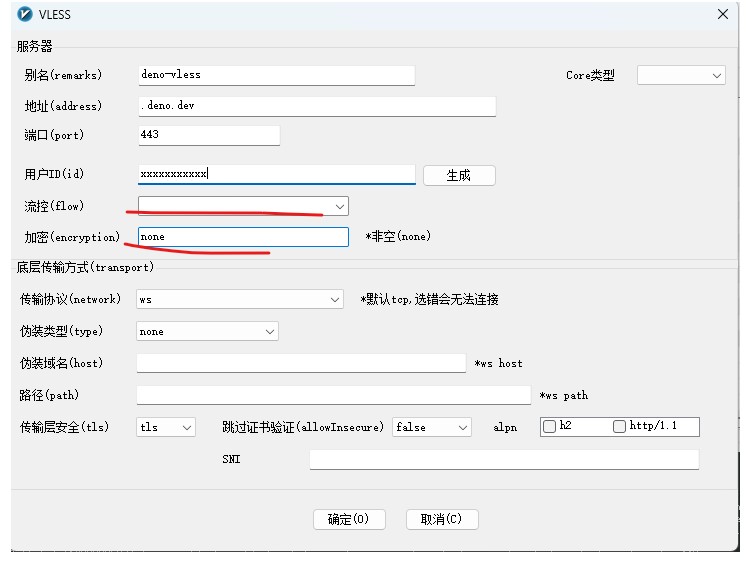 VLESS
服务器
别名(remarks) deno-vless Core类型
地址(address) .deno.dev
端口(port) 443
用户ID(id) xxxxxxxxxxx 生成
流控(flow)
加密(encryption) none *非空(none)
底层传输方式(transport)
传输协议(network) ws *默认tcp,选错会无法连接
伪装类型(type) none
伪装域名(host) *ws host
路径(path) *ws path
传输层安全(tls) tls 跳过证书验证(allowInsecure) false alpn h2 http/1.1
SNI
确定(O) 取消(C)